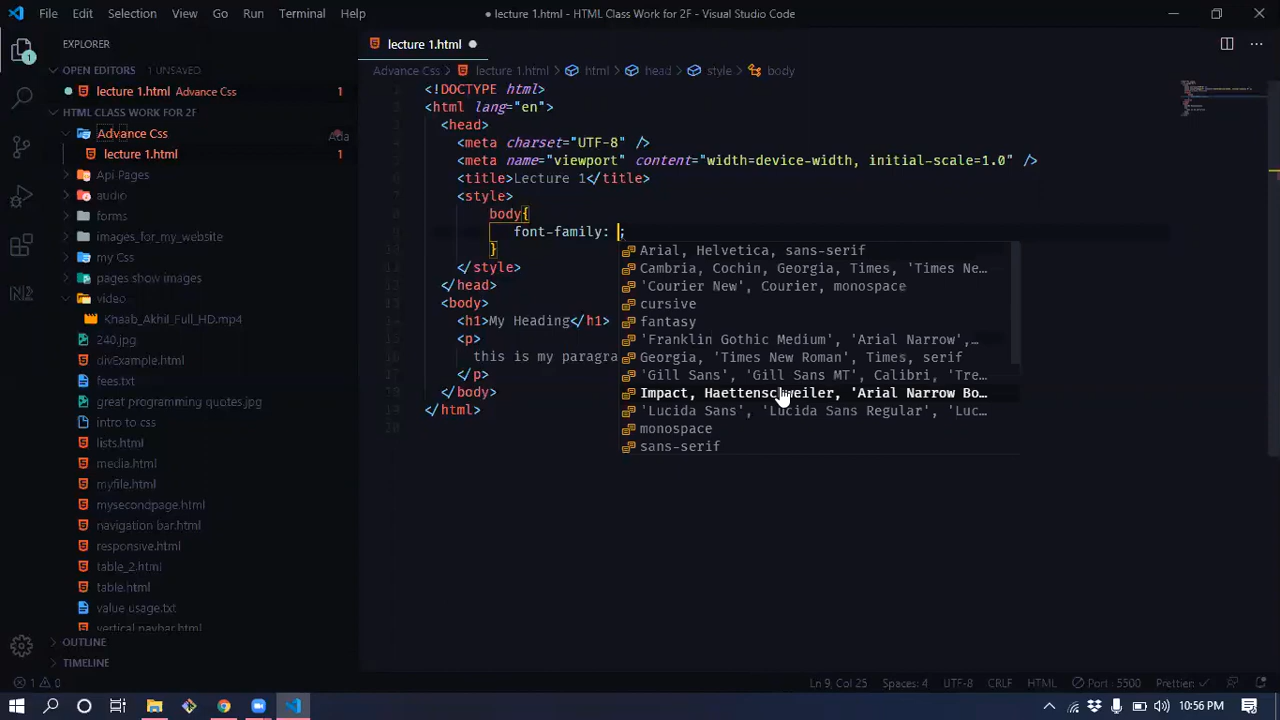 File Edit Selection View Go Run Terminal Help
● lecture 1.html - HTML Class Work for 2F - Visual Studio Code
EXPLORER
lecture 1.html
OPEN EDITORS 1 UNSAVED
lecture 1.html Advance Css 1
HTML CLASS WORK FOR 2F
Advance Css
lecture 1.html 1
Api Pages
audio
forms
images_for_my_website
my Css
pages show images
video
Khaab_Akhil_Full_HD.mp4
240.jpg
divExample.html
fees.txt
great programming quotes.jpg
intro to css
lists.html
media.html
myfile.html
mysecondpage.html
navigation bar.html
responsive.html
table_2.html
table.html
value usage.txt
vertical navbar.html
OUTLINE
TIMELINE
Advance Css > lecture 1.html > html > head > style > body
<!DOCTYPE html>
<html lang="en">
<head>
<meta charset="UTF-8" />
<meta name="viewport" content="width=device-width, initial-scale=1.0" />
<title>Lecture 1</title>
<style>
body{
font-family: ;
}
</style>
</head>
<body>
<h1>My Heading</h1>
<p>
this is my paragra
</p>
</body>
</html>
Arial, Helvetica, sans-serif
Cambria, Cochin, Georgia, Times, 'Times Ne…
'Courier New', Courier, monospace
cursive
fantasy
'Franklin Gothic Medium', 'Arial Narrow',…
Georgia, 'Times New Roman', Times, serif
'Gill Sans', 'Gill Sans MT', Calibri, 'Tre…
Impact, Haettenschweiler, 'Arial Narrow Bo…
'Lucida Sans', 'Lucida Sans Regular', 'Luc…
monospace
sans-serif
1 0 Ln 9, Col 25 Spaces: 4 UTF-8 CRLF HTML Port : 5500 Prettier: ✓
10:56 PM